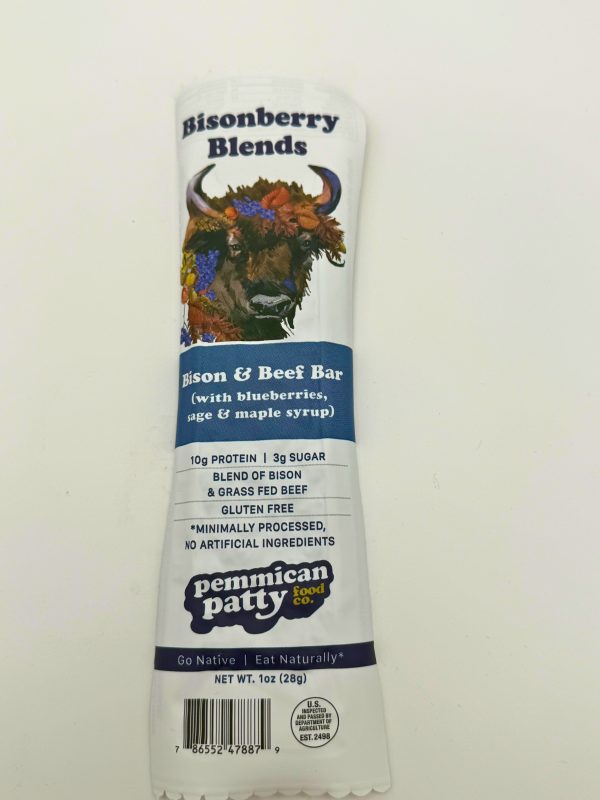 Bisonberry
Blends
Bison & Beef Bar
(with blueberries,
sage & maple syrup)
10g PROTEIN | 3g SUGAR
BLEND OF BISON
& GRASS FED BEEF
GLUTEN FREE
*MINIMALLY PROCESSED,
NO ARTIFICIAL INGREDIENTS
pemmican
patty food
co.
Go Native | Eat Naturally*
NET WT. 1oz (28g)
U.S.
INSPECTED
AND PASSED BY
DEPARTMENT OF
AGRICULTURE
EST. 2498
7 86552 47887 9